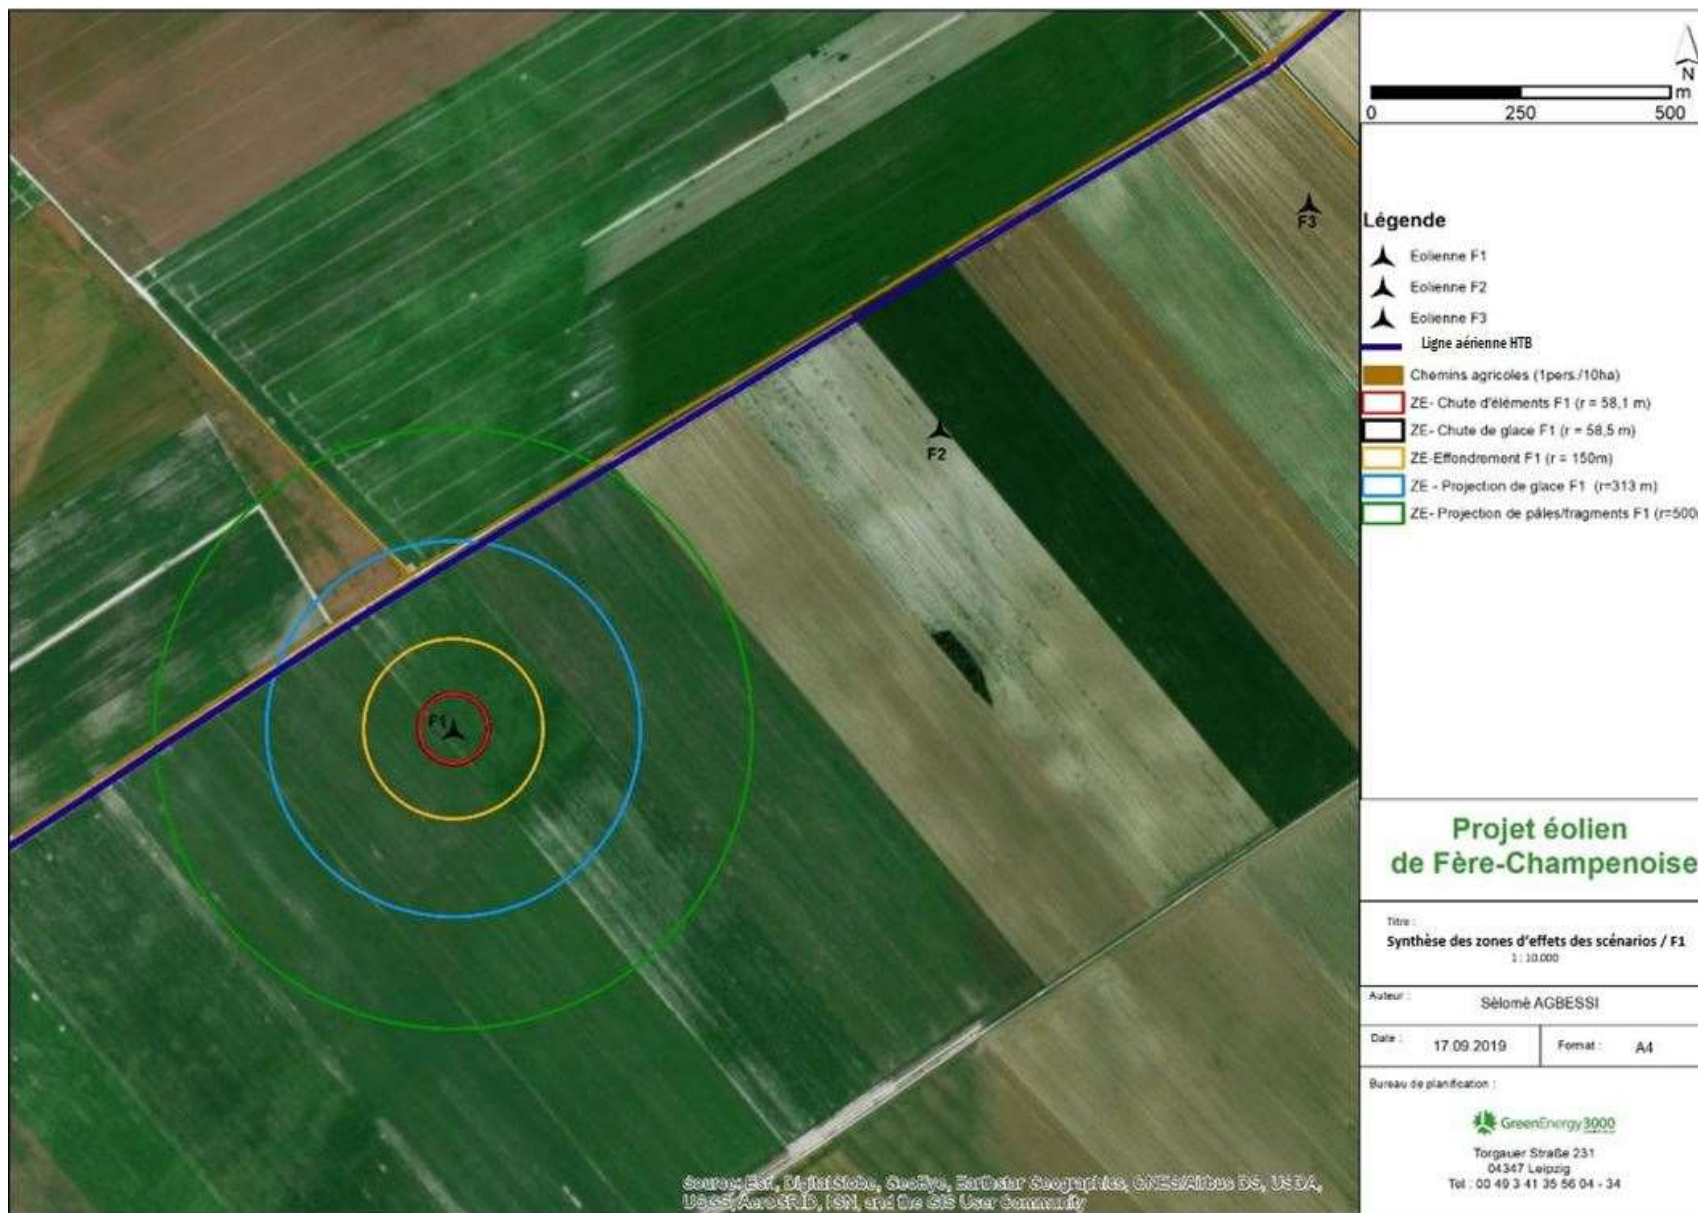 N
m
0 250 500
F3
F2
F1
Légende
Eolienne F1
Eolienne F2
Eolienne F3
Ligne aérienne HTB
Chemins agricoles (1pers./10ha)
ZE- Chute d'éléments F1 (r = 58,1 m)
ZE- Chute de glace F1 (r = 58,5 m)
ZE-Effondrement F1 (r = 150m)
ZE - Projection de glace F1 (r=313 m)
ZE- Projection de pâles/fragments F1 (r=500
Projet éolien
de Fère-Champenoise
Titre :
Synthèse des zones d'effets des scénarios / F1
1 : 10.000
Auteur : Sèlomè AGBESSI
Date : 17.09.2019 Format : A4
Bureau de planification :
GreenEnergy 3000
Torgauer Straße 231
04347 Leipzig
Tel : 00 49 3 41 35 56 04 - 34
Source: Esri, DigitalGlobe, GeoEye, Earthstar Geographics, CNES/Airbus DS, USDA,
USGS, AeroGRID, IGN, and the GIS User Community